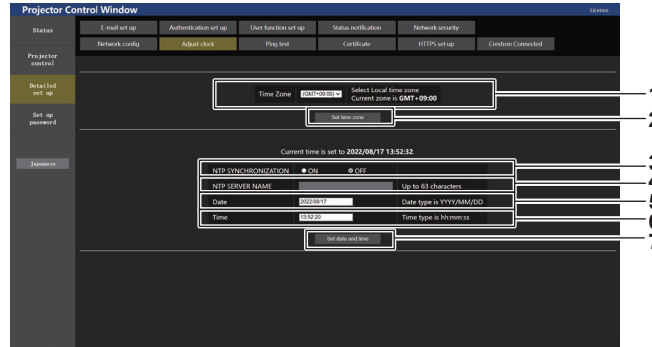 Projector Control Window
License
Status
E-mail set up
Authentication set up
User function set up
Status notification
Network security
Network config
Adjust clock
Ping test
Certificate
HTTPS set up
Crestron Connected
Projector
control
Detailed
set up
Set up
password
Japanese
Time Zone
(GMT+09:00)
Select Local time zone
Current zone is GMT+09:00
1
Set time zone
2
Current time is set to 2022/08/17 13:52:32.
NTP SYNCHRONIZATION
ON
OFF
3
NTP SERVER NAME
Up to 63 characters
4
Date
2022/08/17
Date type is YYYY/MM/DD
5
Time
13:52:20
Time type is hh:mm:ss
6
Set date and time
7